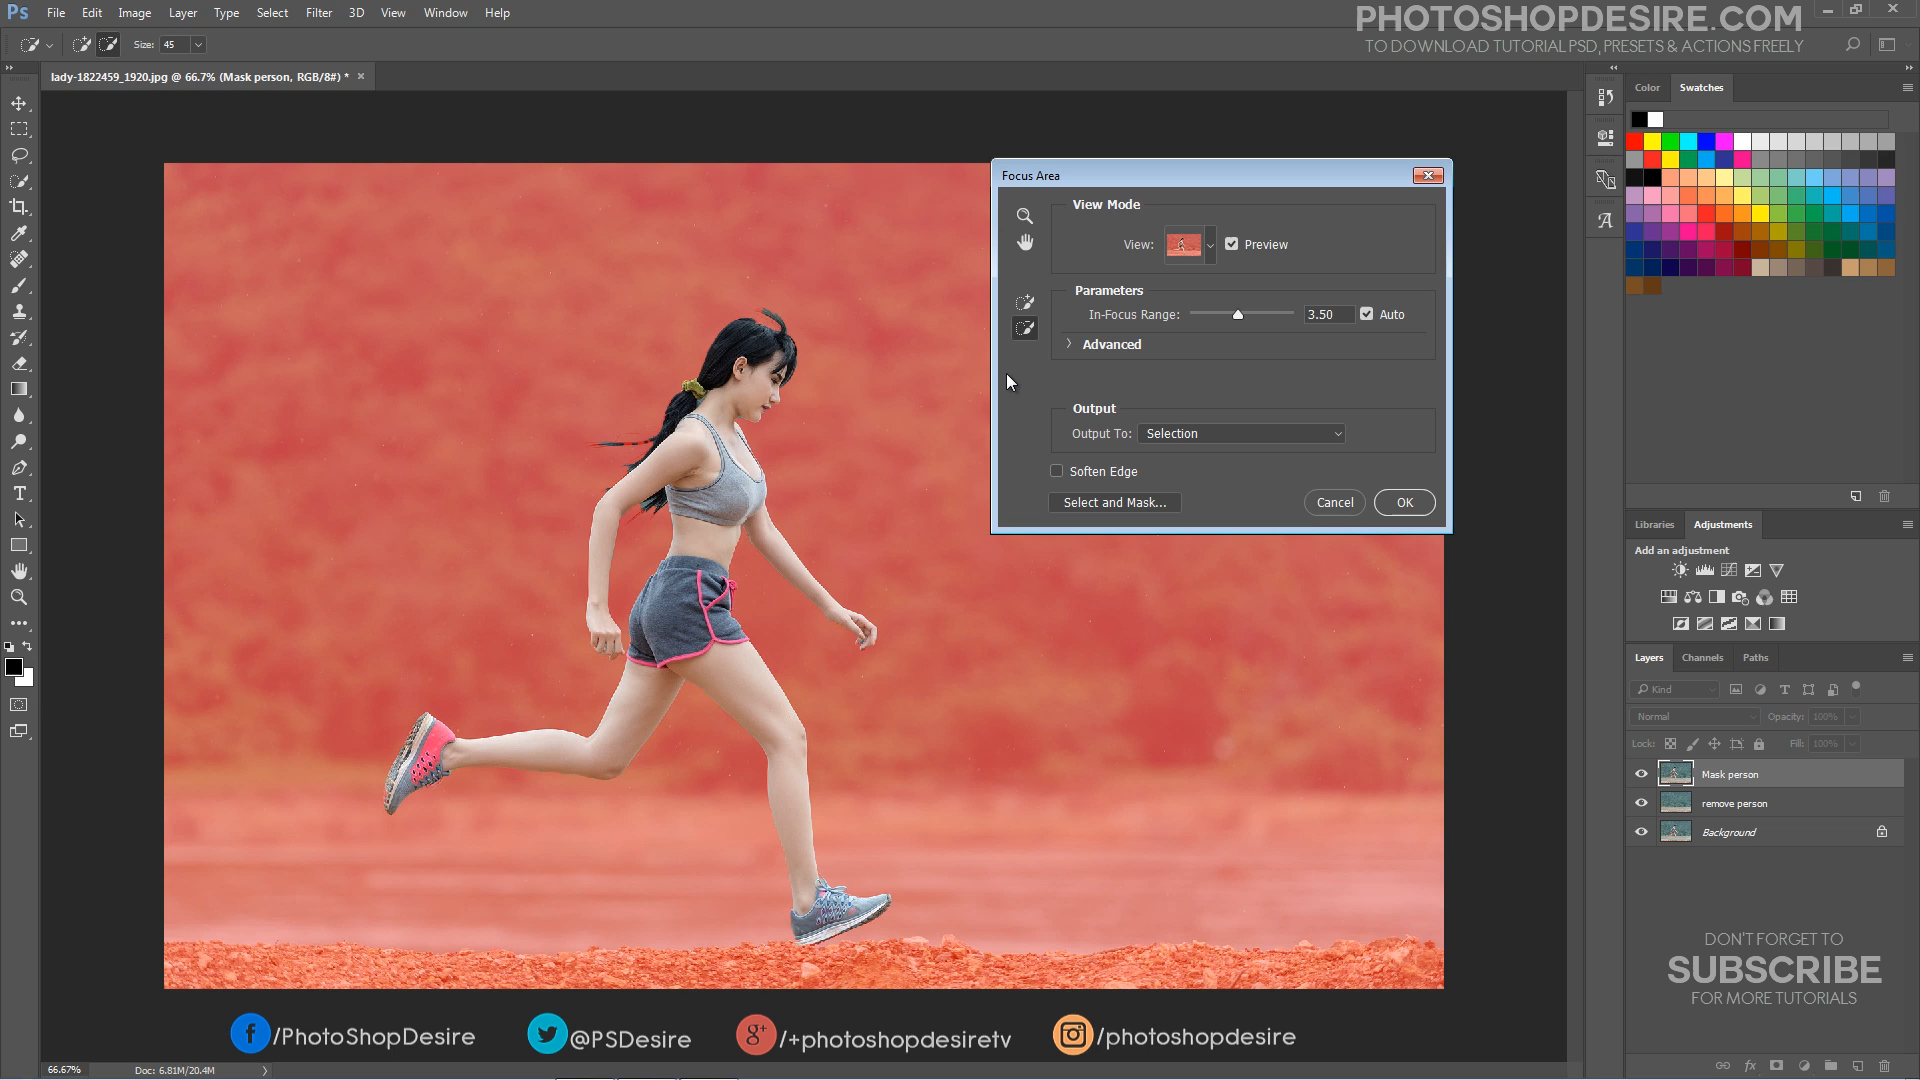 Ps File Edit Image Layer Type Select Filter 3D View Window Help
PHOTOSHOPDESIRE.COM
TO DOWNLOAD TUTORIAL PSD, PRESETS & ACTIONS FREELY
Size: 45
lady-1822459_1920.jpg @ 66.7% (Mask person, RGB/8#) *
Color Swatches
Focus Area
View Mode
View: Preview
Parameters
In-Focus Range: 3.50 Auto
Advanced
Output
Output To: Selection
Soften Edge
Select and Mask... Cancel OK
Libraries Adjustments
Add an adjustment
Layers Channels Paths
Kind
Normal Opacity: 100%
Lock: Fill: 100%
Mask person
remove person
Background
DON'T FORGET TO
SUBSCRIBE
FOR MORE TUTORIALS
/PhotoShopDesire @PSDesire g+ /+photoshopdesiretv /photoshopdesire
66.67% Doc: 6.81M/20.4M
fx